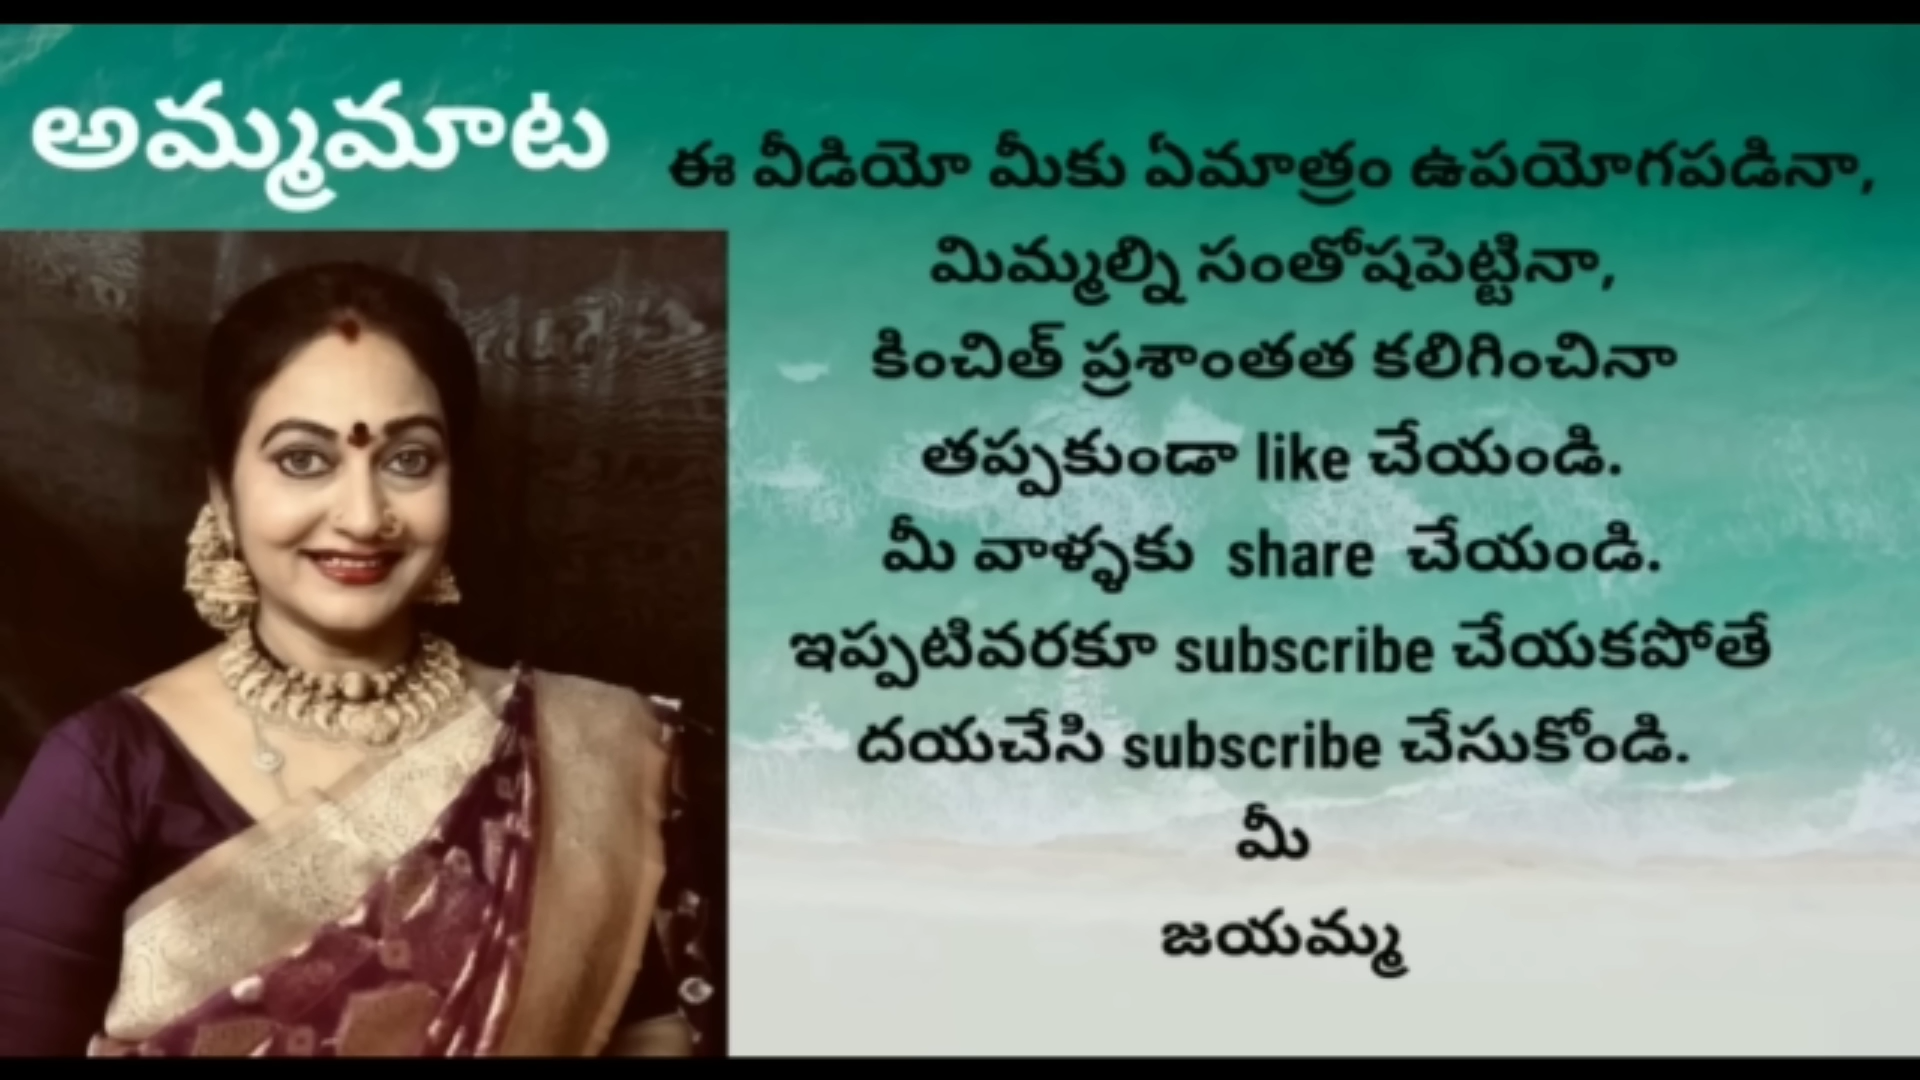 అమ్మమాట
ఈ వీడియో మీకు ఏమాత్రం ఉపయోగపడినా,
మిమ్మల్ని సంతోషపెట్టినా,
కించిత్ ప్రశాంతత కలిగించినా
తప్పకుండా like చేయండి.
మీ వాళ్ళకు share చేయండి.
ఇప్పటివరకూ subscribe చేయకపోతే
దయచేసి subscribe చేసుకోండి.
మీ
జయమ్మ